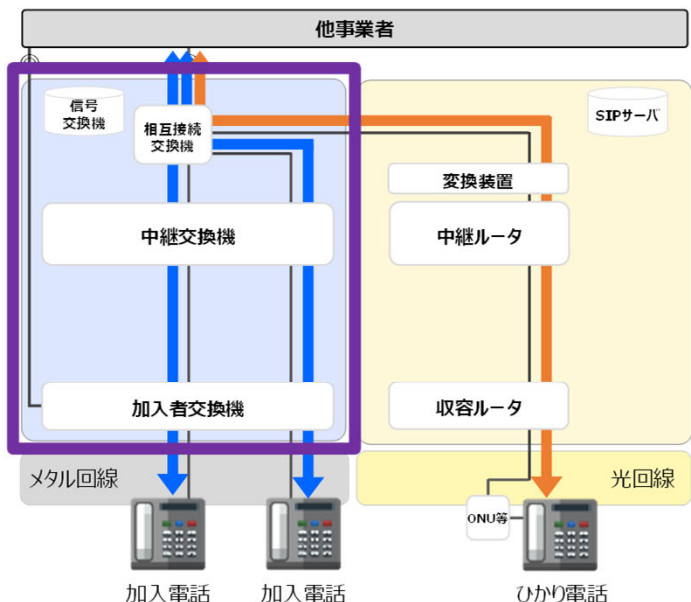 他事業者
信号
交換機
相互接続
交換機
SIPサーバ
変換装置
中継交換機
中継ルータ
加入者交換機
収容ルータ
メタル回線
光回線
ONU等
加入電話
加入電話
ひかり電話